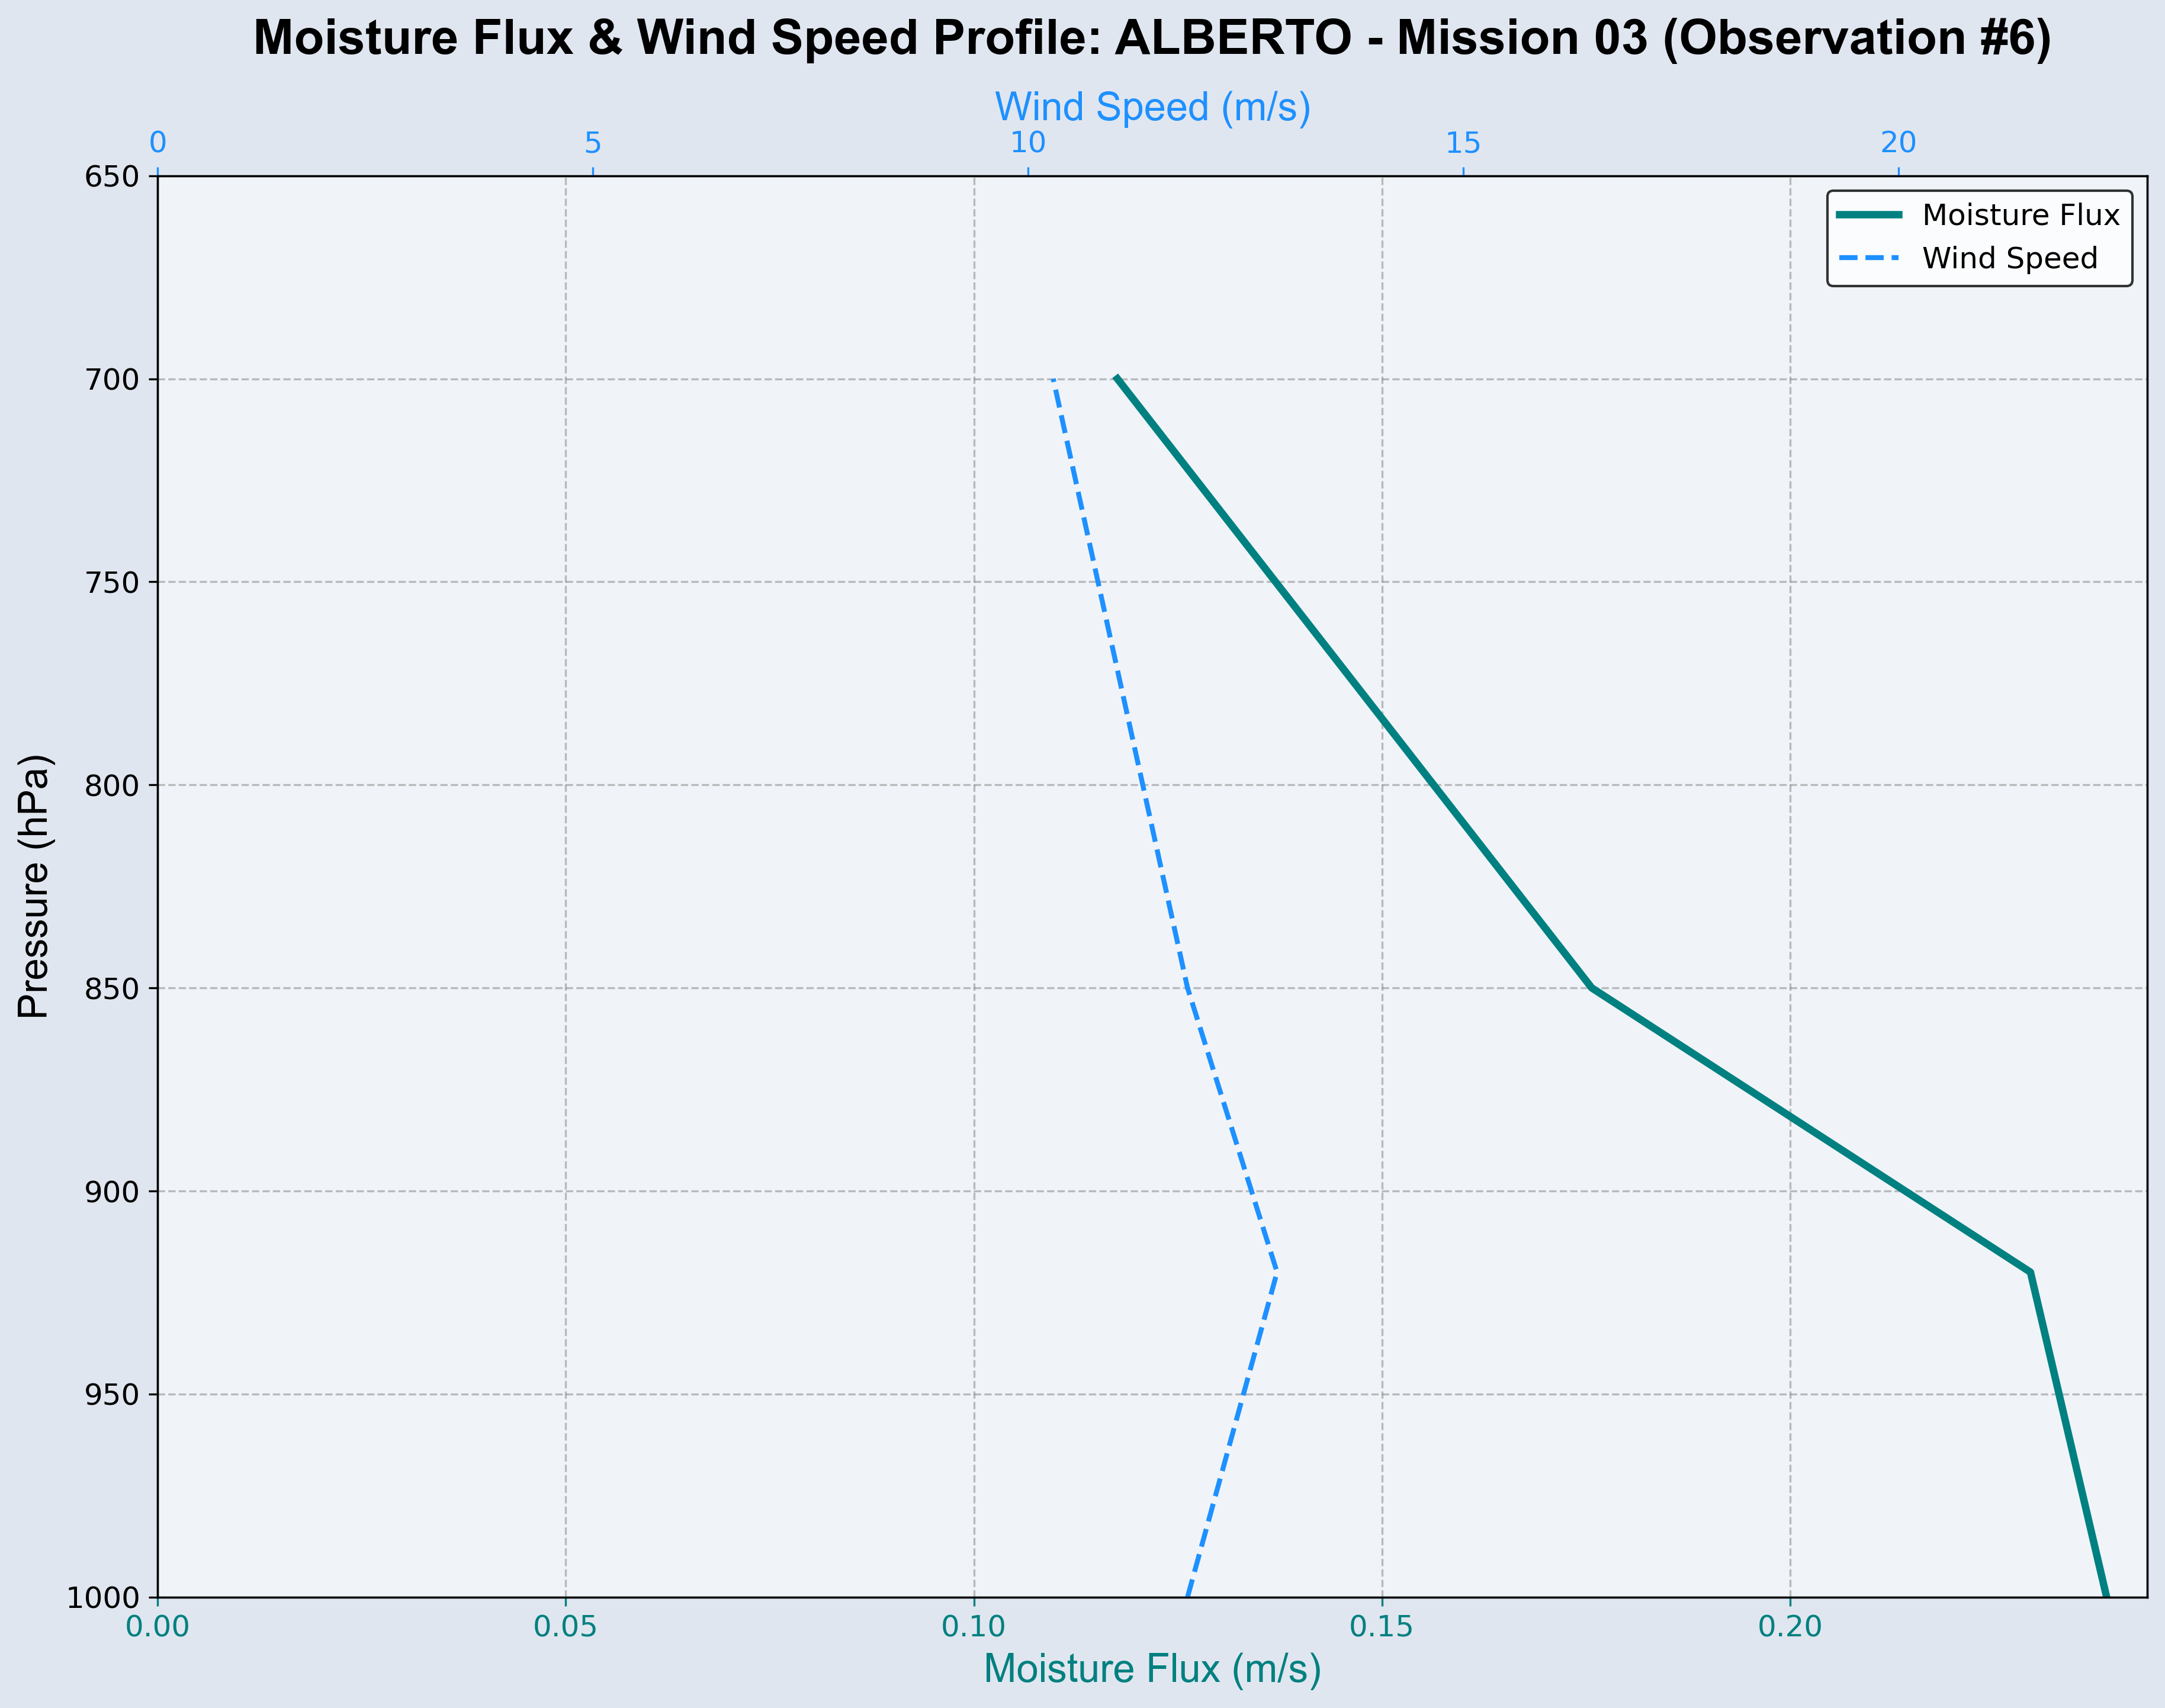 Moisture Flux & Wind Speed Profile: ALBERTO - Mission 03 (Observation #6)
Wind Speed (m/s)
0 5 10 15 20
Moisture Flux
Wind Speed
Pressure (hPa)
650
700
750
800
850
900
950
1000
0.00 0.05 0.10 0.15 0.20
Moisture Flux (m/s)